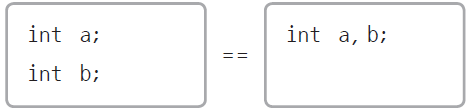 int a;
int b;
==
int a, b;